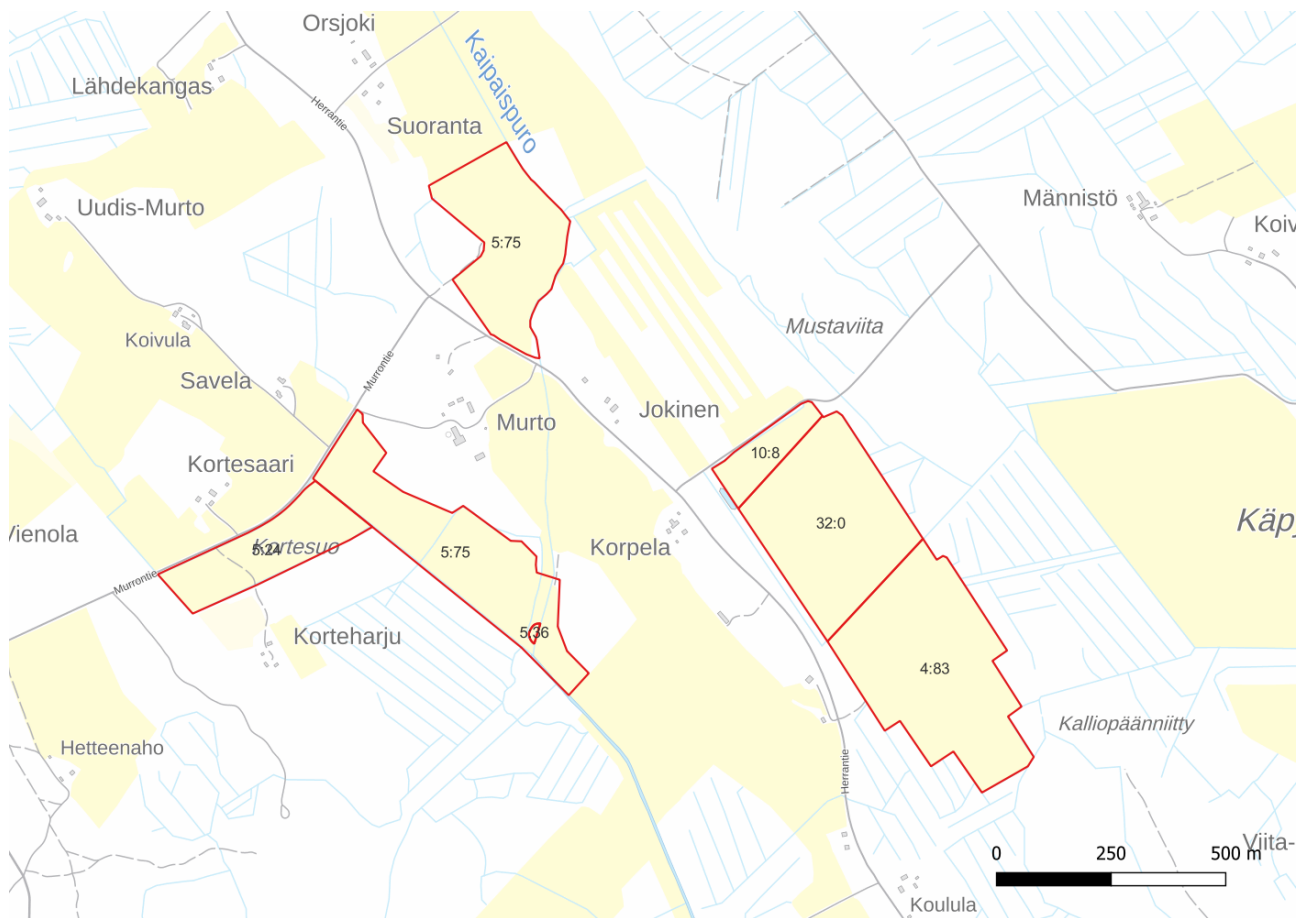 Orsjoki
Kaipaispuro
Lähdekangas
Herrantie
Suoranta
Uudis-Murto
Männistö
Koiv
5:75
Koivula
Mustaviita
Murrontie
Savela
Jokinen
Murto
10:8
Kortesaari
32:0
Käpy
Vienola
Kortesuo
5:24
5:75
Korpela
Murrontie
5:36
Korteharju
4:83
Kalliopäänniitty
Hetteenaho
Herrantie
Viita-
0 250 500 m
Koulula